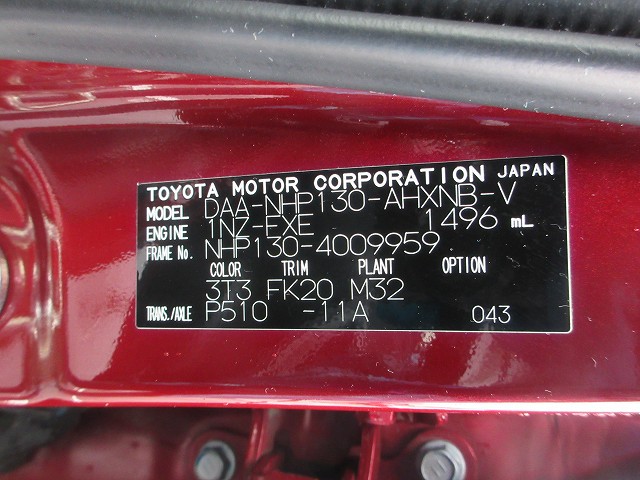 TOYOTA MOTOR CORPORATION JAPAN
MODEL DAA-NHP130-AHXNB-V
ENGINE 1NZ-FXE 1496 mL
FRAME No. NHP130-4009959
COLOR TRIM PLANT OPTION
3T3 FK20 M32
TRANS./AXLE P510 -11A 043